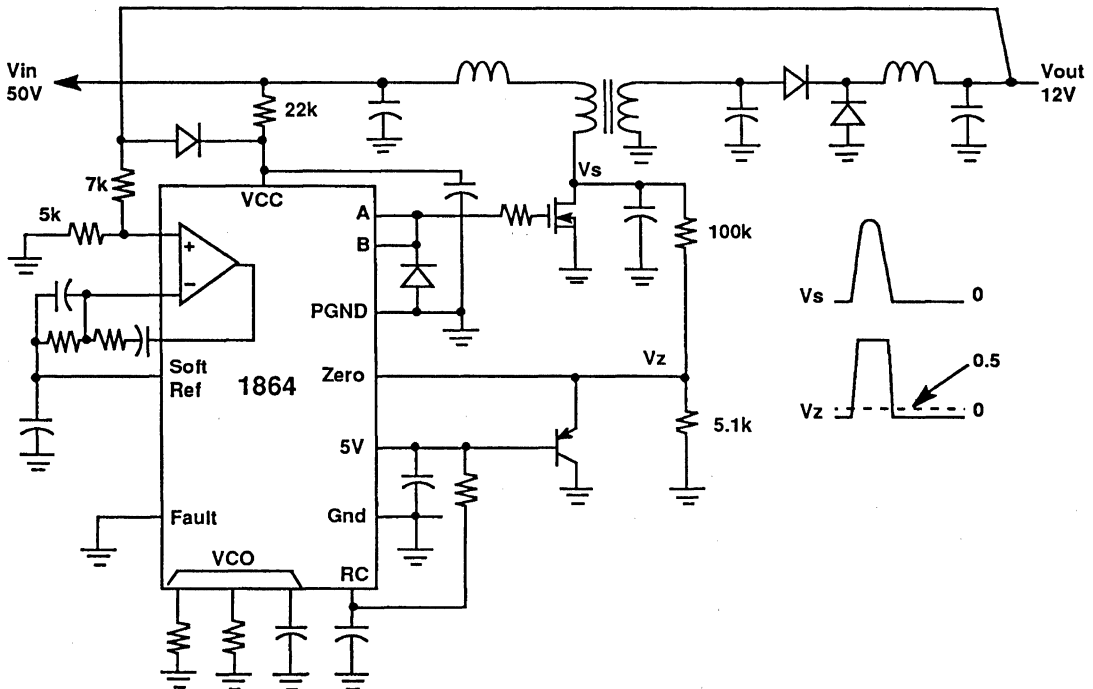 Vin
50V
22k
Vout
12V
7k
5k
VCC
Vs
A
B
100k
+
−
PGND
Vs
0
Soft
Ref
1864
Zero
Vz
0.5
Vz
0
5V
5.1k
Fault
Gnd
VCO
RC